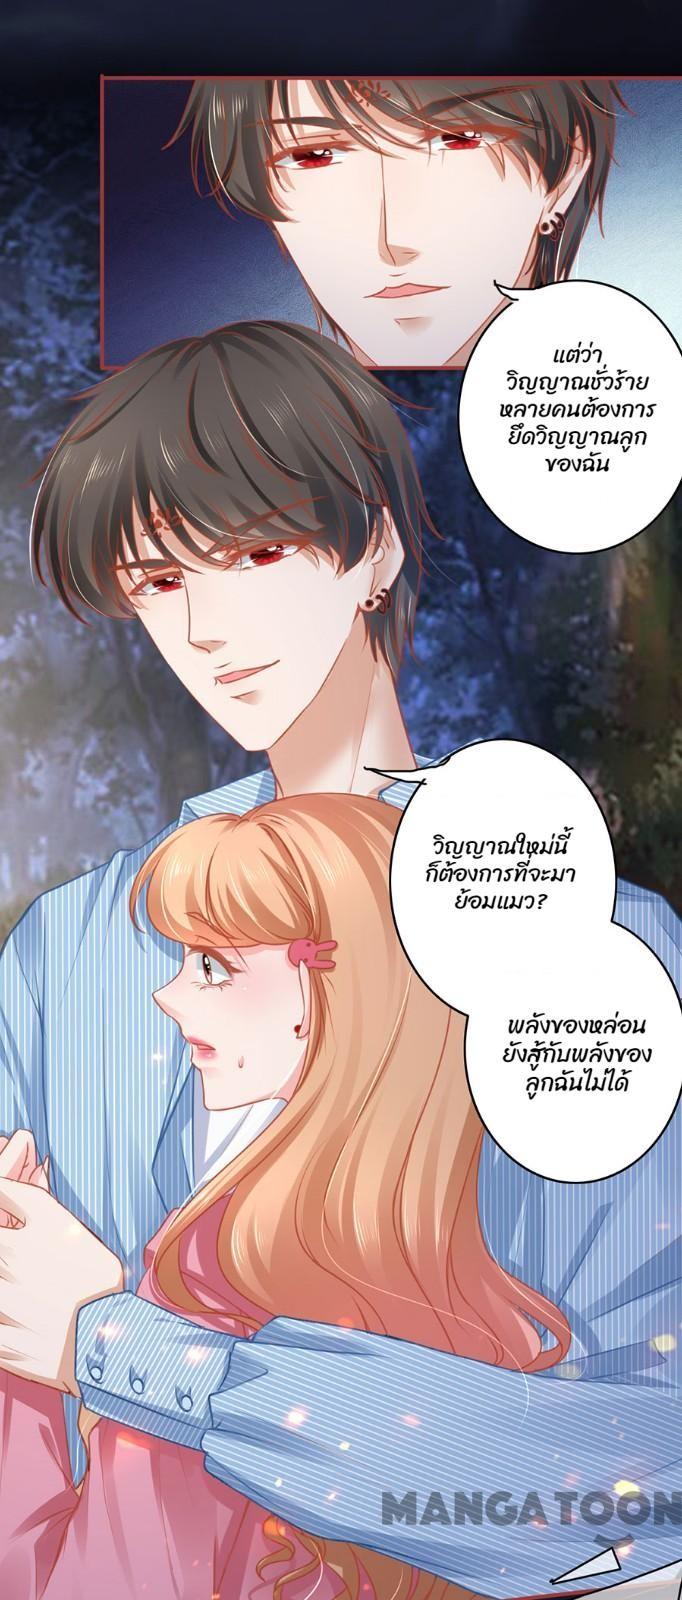 แต่ว่า
วิญญาณชั่วร้าย
หลายคนต้องการ
ยึดวิญญาณลูก
ของฉัน
วิญญาณใหม่นี้
ก็ต้องการที่จะมา
ย้อมแมว?
พลังของหล่อน
ยังสู้กับพลังของ
ลูกฉันไม่ได้
MANGATOON